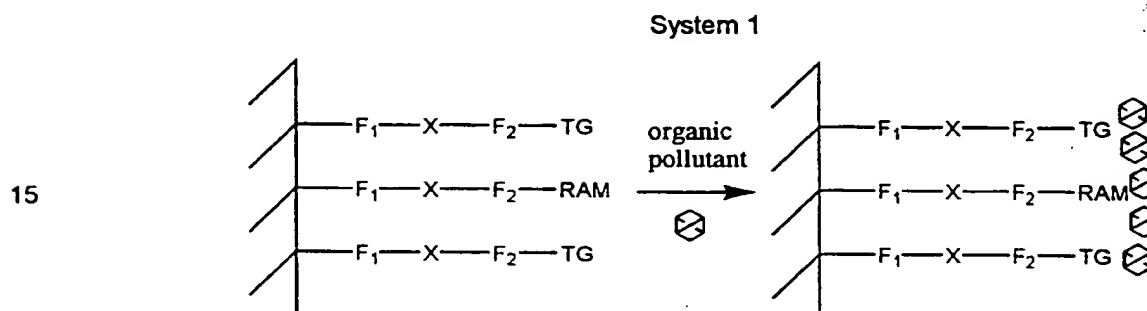 System 1
F₁—X—F₂—TG F₁—X—F₂—TG
organic
pollutant
15 F₁—X—F₂—RAM F₁—X—F₂—RAM
F₁—X—F₂—TG F₁—X—F₂—TG